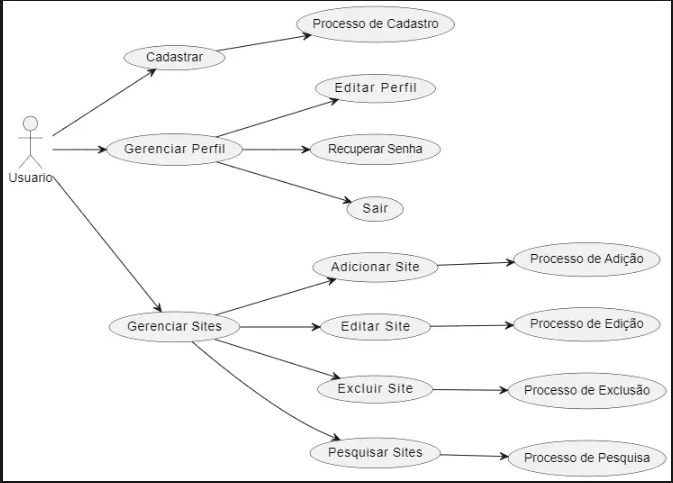 Processo de Cadastro
Cadastrar
Editar Perfil
Gerenciar Perfil
Recuperar Senha
Usuario
Sair
Adicionar Site
Processo de Adição
Gerenciar Sites
Editar Site
Processo de Edição
Excluir Site
Processo de Exclusão
Pesquisar Sites
Processo de Pesquisa